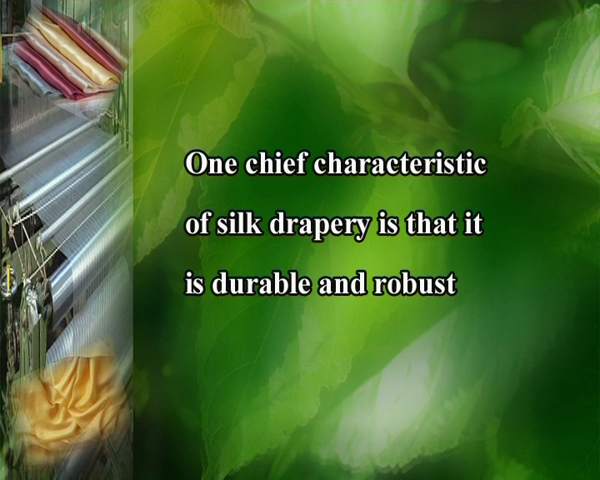 One chief characteristic
of silk drapery is that it
is durable and robust